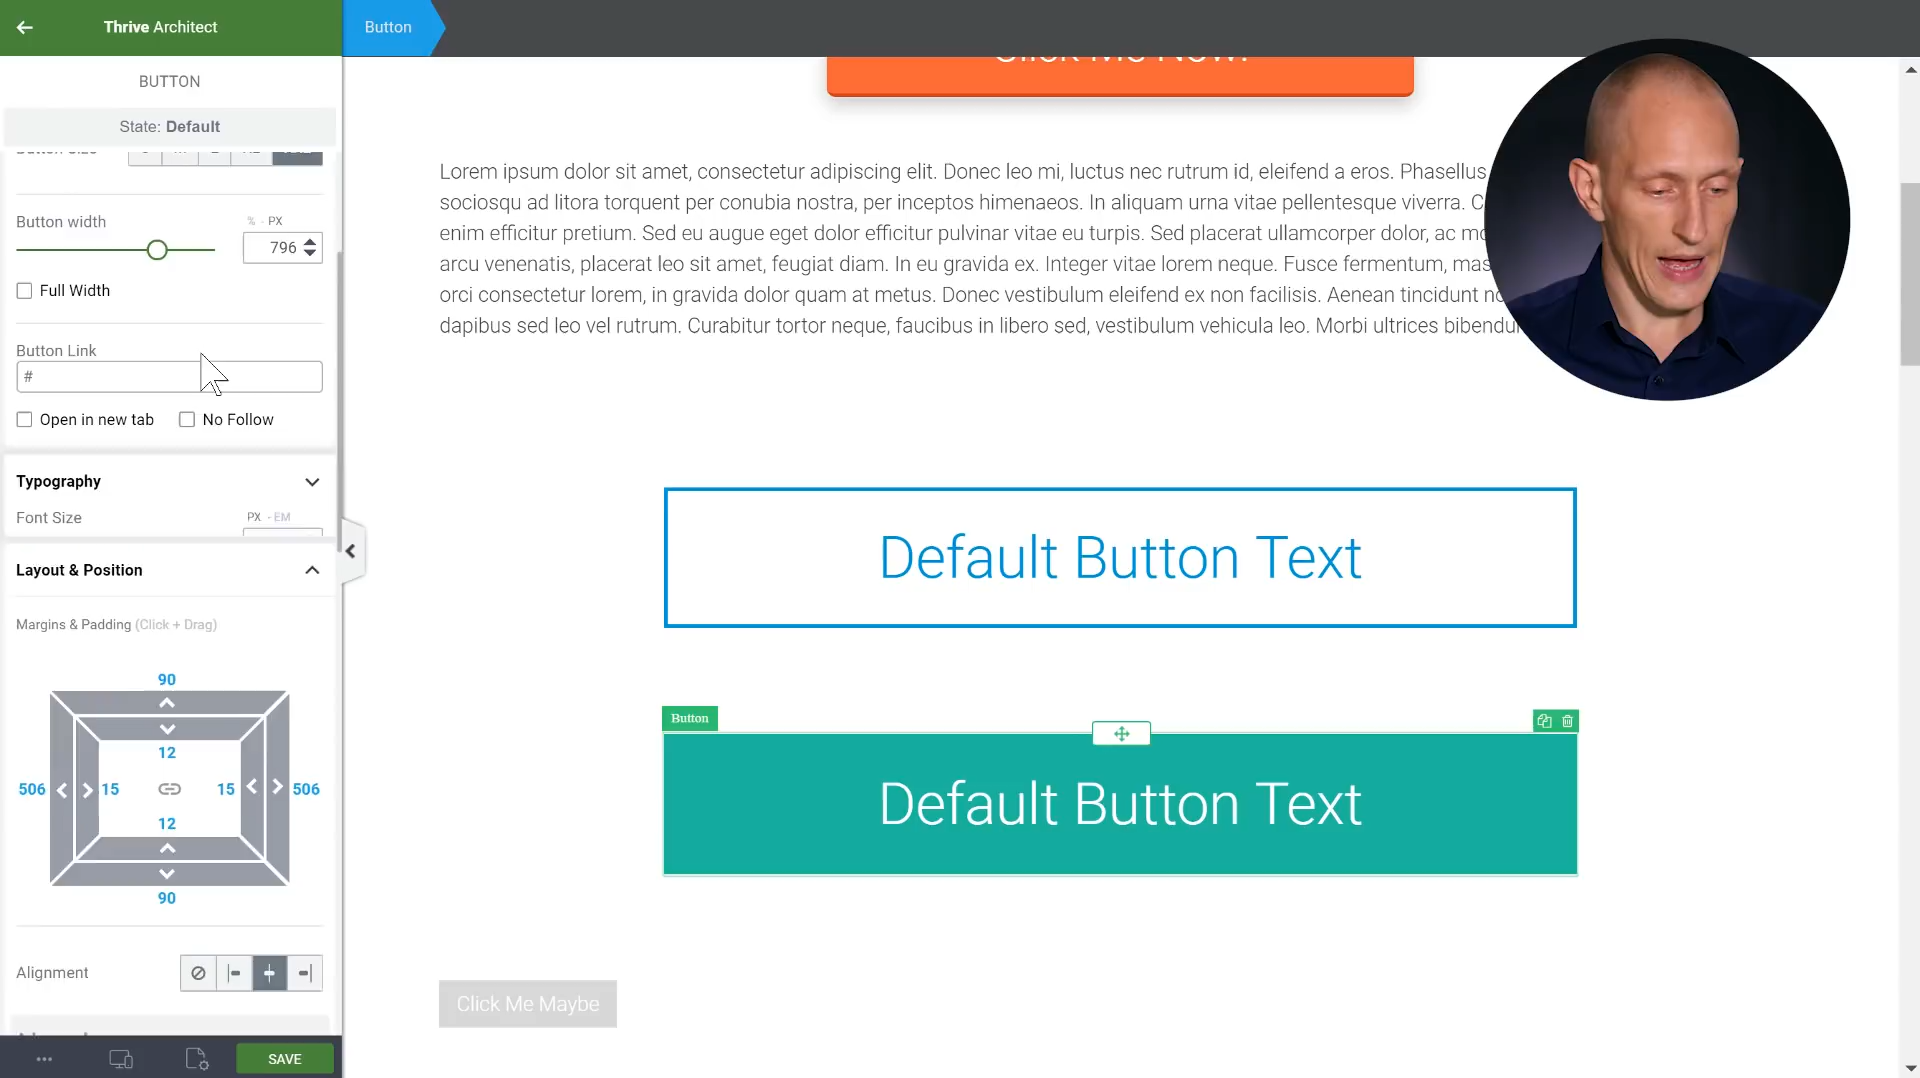 Thrive Architect
Button
BUTTON
State: Default
Button Size
Click Me Now!
Button width
% - PX
796
Full Width
Button Link
#
Open in new tab
No Follow
Typography
Font Size
PX - EM
Layout & Position
Margins & Padding (Click + Drag)
90
12
506
15
15
506
12
90
Alignment
SAVE
Lorem ipsum dolor sit amet, consectetur adipiscing elit. Donec leo mi, luctus nec rutrum id, eleifend a eros. Phasellus
sociosqu ad litora torquent per conubia nostra, per inceptos himenaeos. In aliquam urna vitae pellentesque viverra. C
enim efficitur pretium. Sed eu augue eget dolor efficitur pulvinar vitae eu turpis. Sed placerat ullamcorper dolor, ac
arcu venenatis, placerat leo sit amet, feugiat diam. In eu gravida ex. Integer vitae lorem neque. Fusce fermentum,
orci consectetur lorem, in gravida dolor quam at metus. Donec vestibulum eleifend ex non facilisis. Aenean tincidunt
dapibus sed leo vel rutrum. Curabitur tortor neque, faucibus in libero sed, vestibulum vehicula leo. Morbi ultrices
Default Button Text
Button
Default Button Text
Click Me Maybe